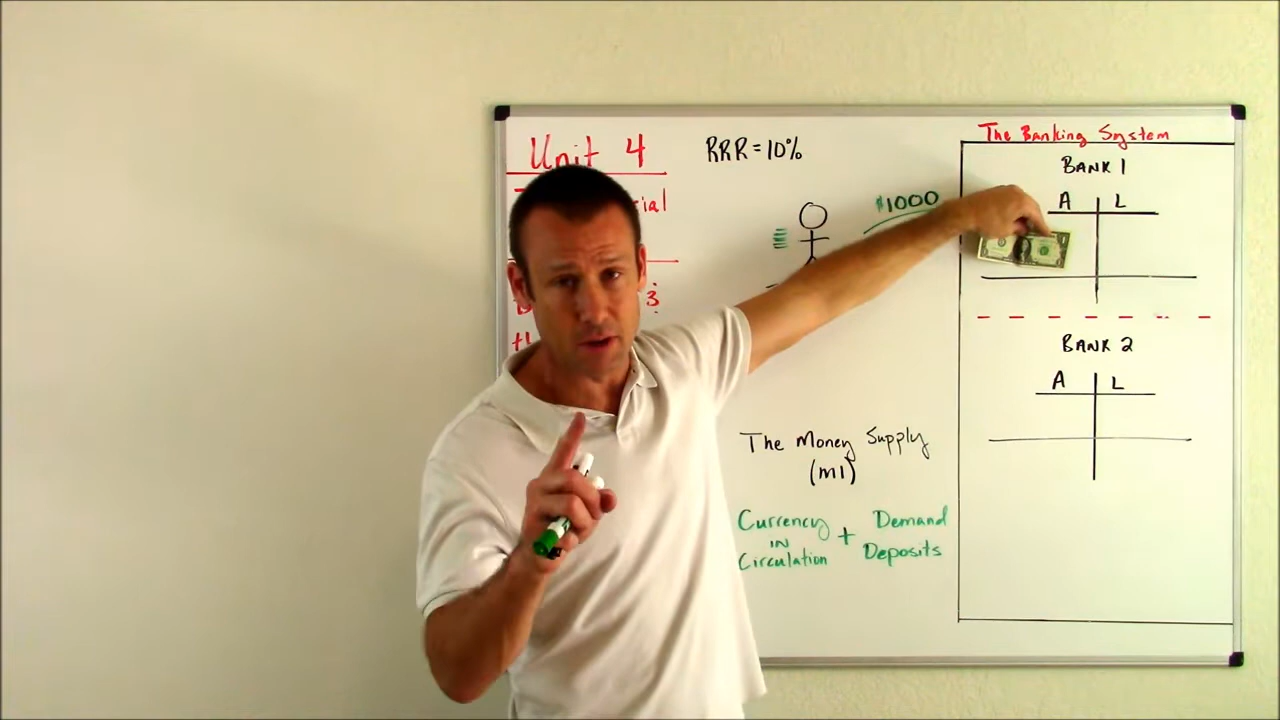 Unit 4
RRR = 10%
$1000
The Money Supply
(M1)
Currency
IN
Circulation
+
Demand
Deposits
The Banking System
BANK 1
A L
BANK 2
A L